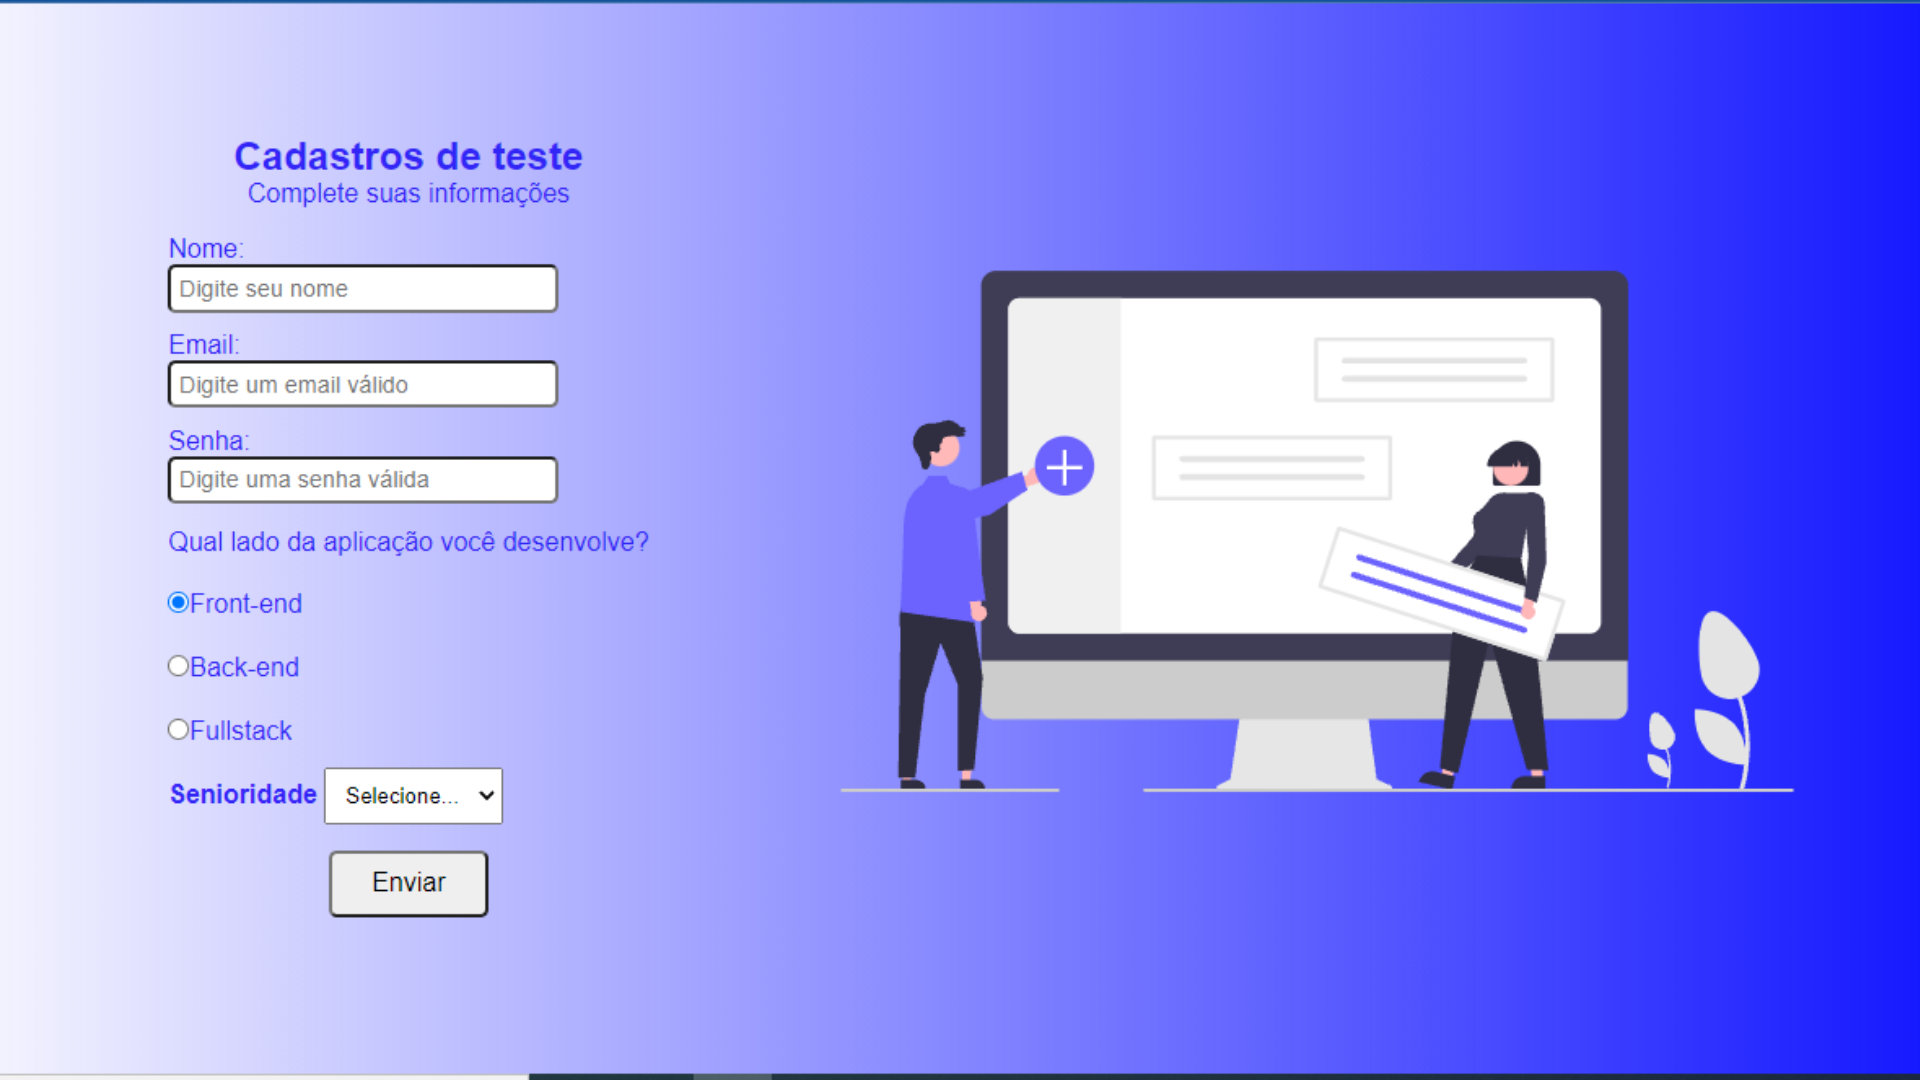 Cadastros de teste
Complete suas informações
Nome:
Digite seu nome
Email:
Digite um email válido
Senha:
Digite uma senha válida
Qual lado da aplicação você desenvolve?
Front-end
Back-end
Fullstack
Senioridade Selecione...
Enviar